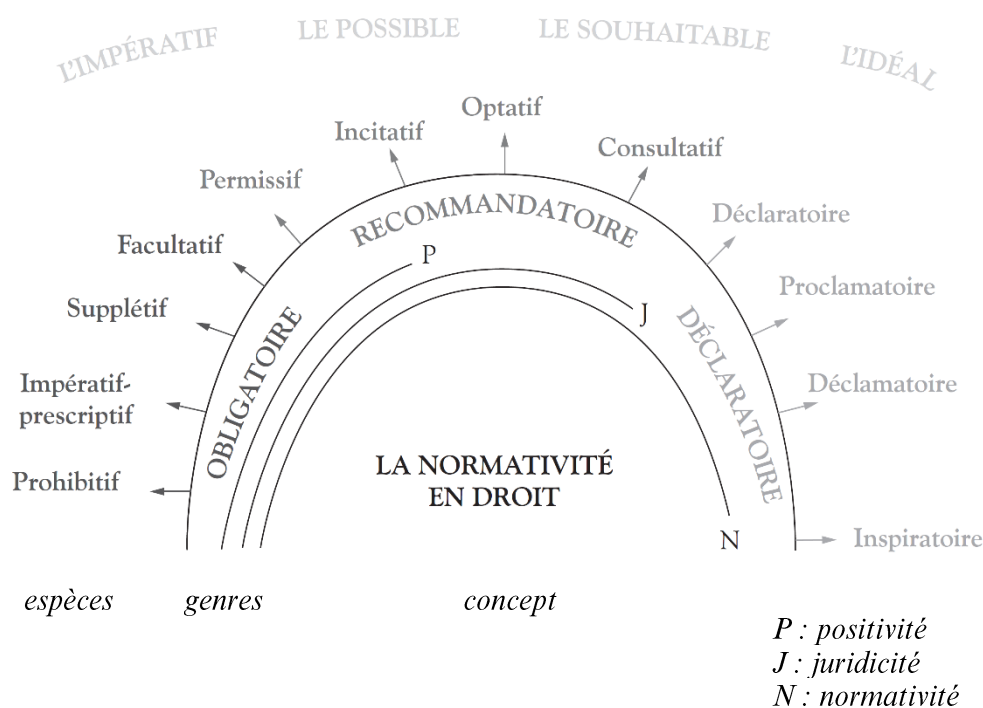 L'IMPÉRATIF
LE POSSIBLE
LE SOUHAITABLE
L'IDÉAL
Optatif
Incitatif
Consultatif
Permissif
Déclaratoire
Facultatif
Proclamatoire
Supplétif
Déclamatoire
Impératif-
prescriptif
Prohibitif
Inspiratoire
OBLIGATOIRE
RECOMMANDATOIRE
DÉCLARATOIRE
P
J
N
LA NORMATIVITÉ
EN DROIT
espèces
genres
concept
P : positivité
J : juridicité
N : normativité